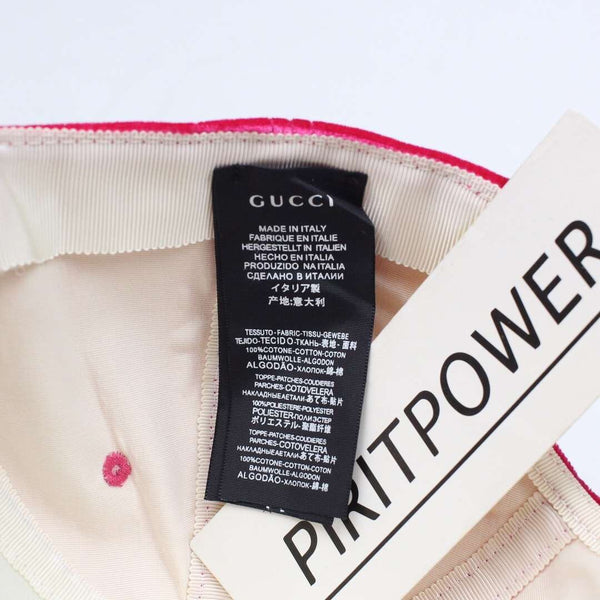 GUCCI
MADE IN ITALY
FABRIQUE EN ITALIE
HERGESTELLT IN ITALIEN
HECHO EN ITALIA
PRODUZIDO NA ITALIA
СДЕЛАНО В ИТАЛИИ
イタリア製
产地:意大利
TESSUTO-FABRIC-TISSU-GEWEBE
TEJIDO-TECIDO-ТКАНЬ-表地-面料
100%COTONE-COTTON-COTON
BAUMWOLLE-ALGODON
ALGODÃO-ХЛОПОК-綿-棉
TOPPE-PATCHES-COUDIERES
PARCHES-COTOVELERA
НАКЛАДНЫЕДЕТАЛИ-あて布-贴片
100%POLIESTERE-POLYESTER
POLIESTER-ПОЛИЭСТЕР
ポリエステル-聚酯纤维
TOPPE-PATCHES-COUDIERES
PARCHES-COTOVELERA
НАКЛАДНЫЕДЕТАЛИ-あて布-贴片
100%COTONE-COTTON-COTON
BAUMWOLLE-ALGODON
ALGODÃO-ХЛОПОК-綿-棉
PIRITPOWER